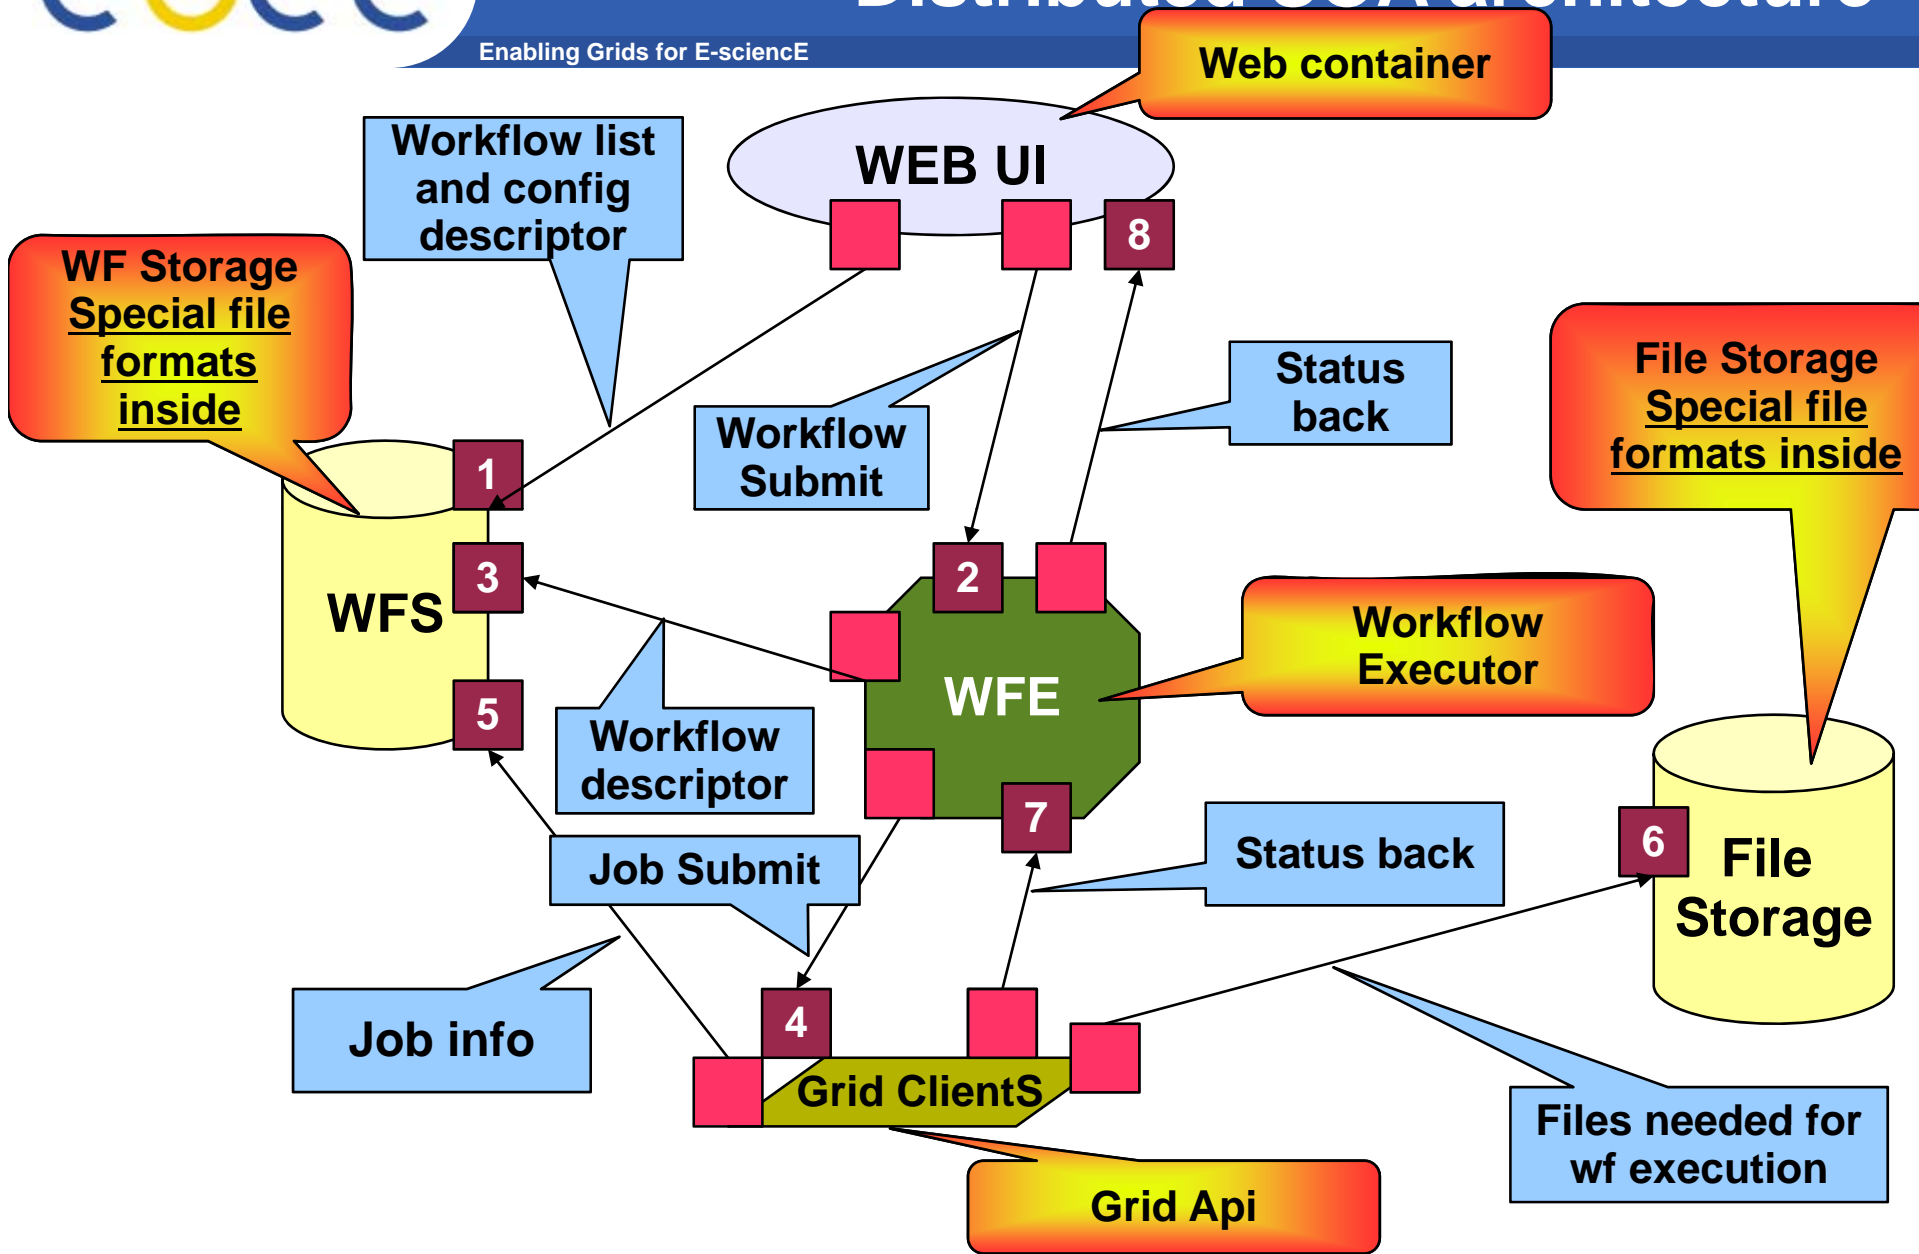 Distributed SOA architecture
Enabling Grids for E-sciencE
Web container
Workflow list
and config
descriptor
WEB UI
8
WF Storage
Special file
formats
inside
File Storage
Special file
formats inside
Status
back
Workflow
Submit
1
3
5
WFS
2
WFE
7
Workflow
Executor
Workflow
descriptor
Job Submit
Status back
6
File
Storage
Job info
4
Grid ClientS
Files needed for
wf execution
Grid Api